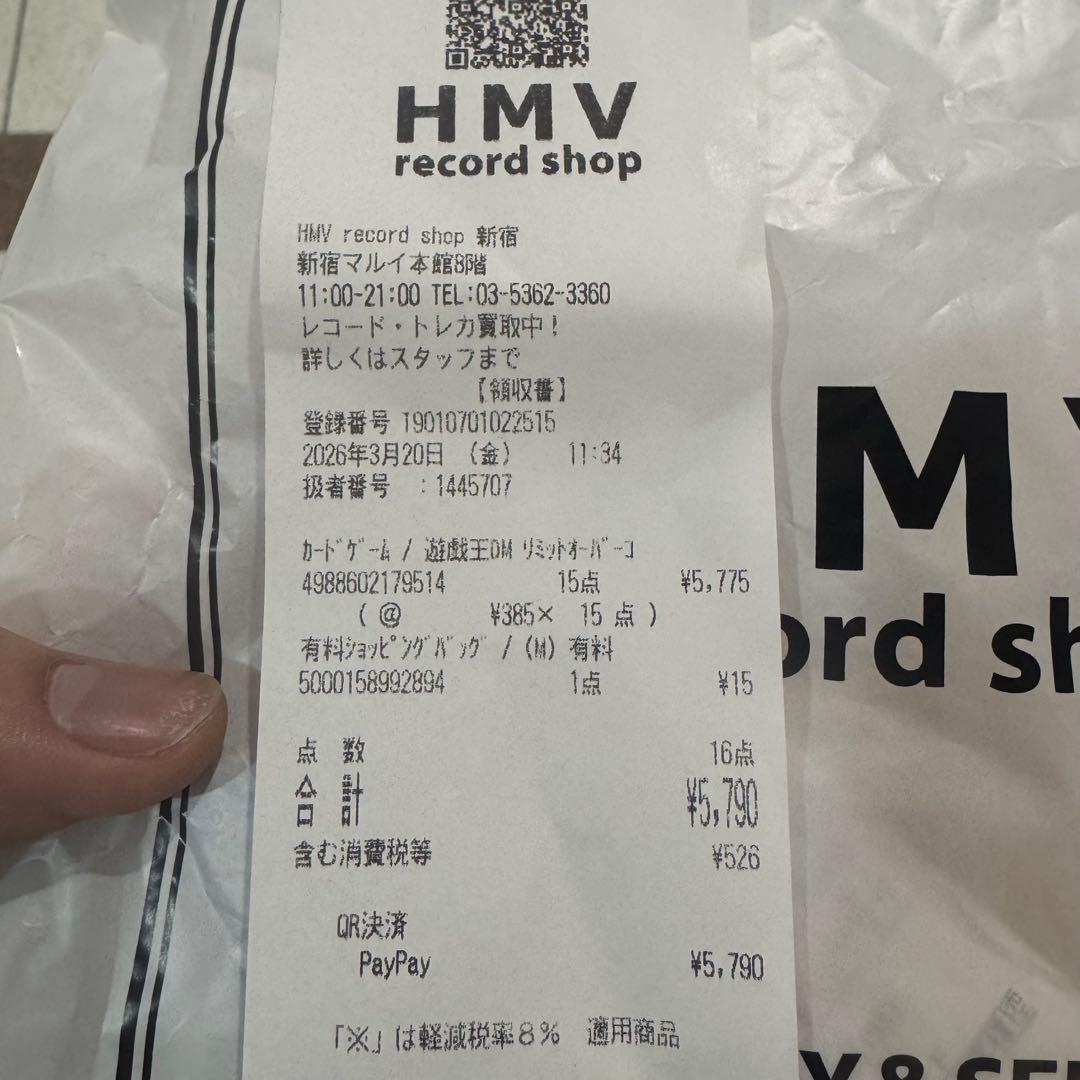 HMV
record shop
HMV record shop 新宿
新宿マルイ本館8階
11:00-21:00 TEL:03-5362-3360
レコード・トレカ買取中！
詳しくはスタッフまで
【領収書】
登録番号 T9010701022515
2026年3月20日 (金) 11:34
扱者番号 :1445707
ｶｰﾄﾞｹﾞｰﾑ / 遊戯王DM ﾘﾐｯﾄｵｰﾊﾞｰｺ
4988602179514 15点 ¥5,775
( @ ¥385× 15 点 )
有料ｼｮｯﾋﾟﾝｸﾞﾊﾞｯｸﾞ / (M) 有料
5000158992894 1点 ¥15
点 数 16点
合 計 ¥5,790
含む消費税等 ¥526
QR決済
PayPay ¥5,790
「※」は軽減税率８％ 適用商品
M
ord sh
Y & SE